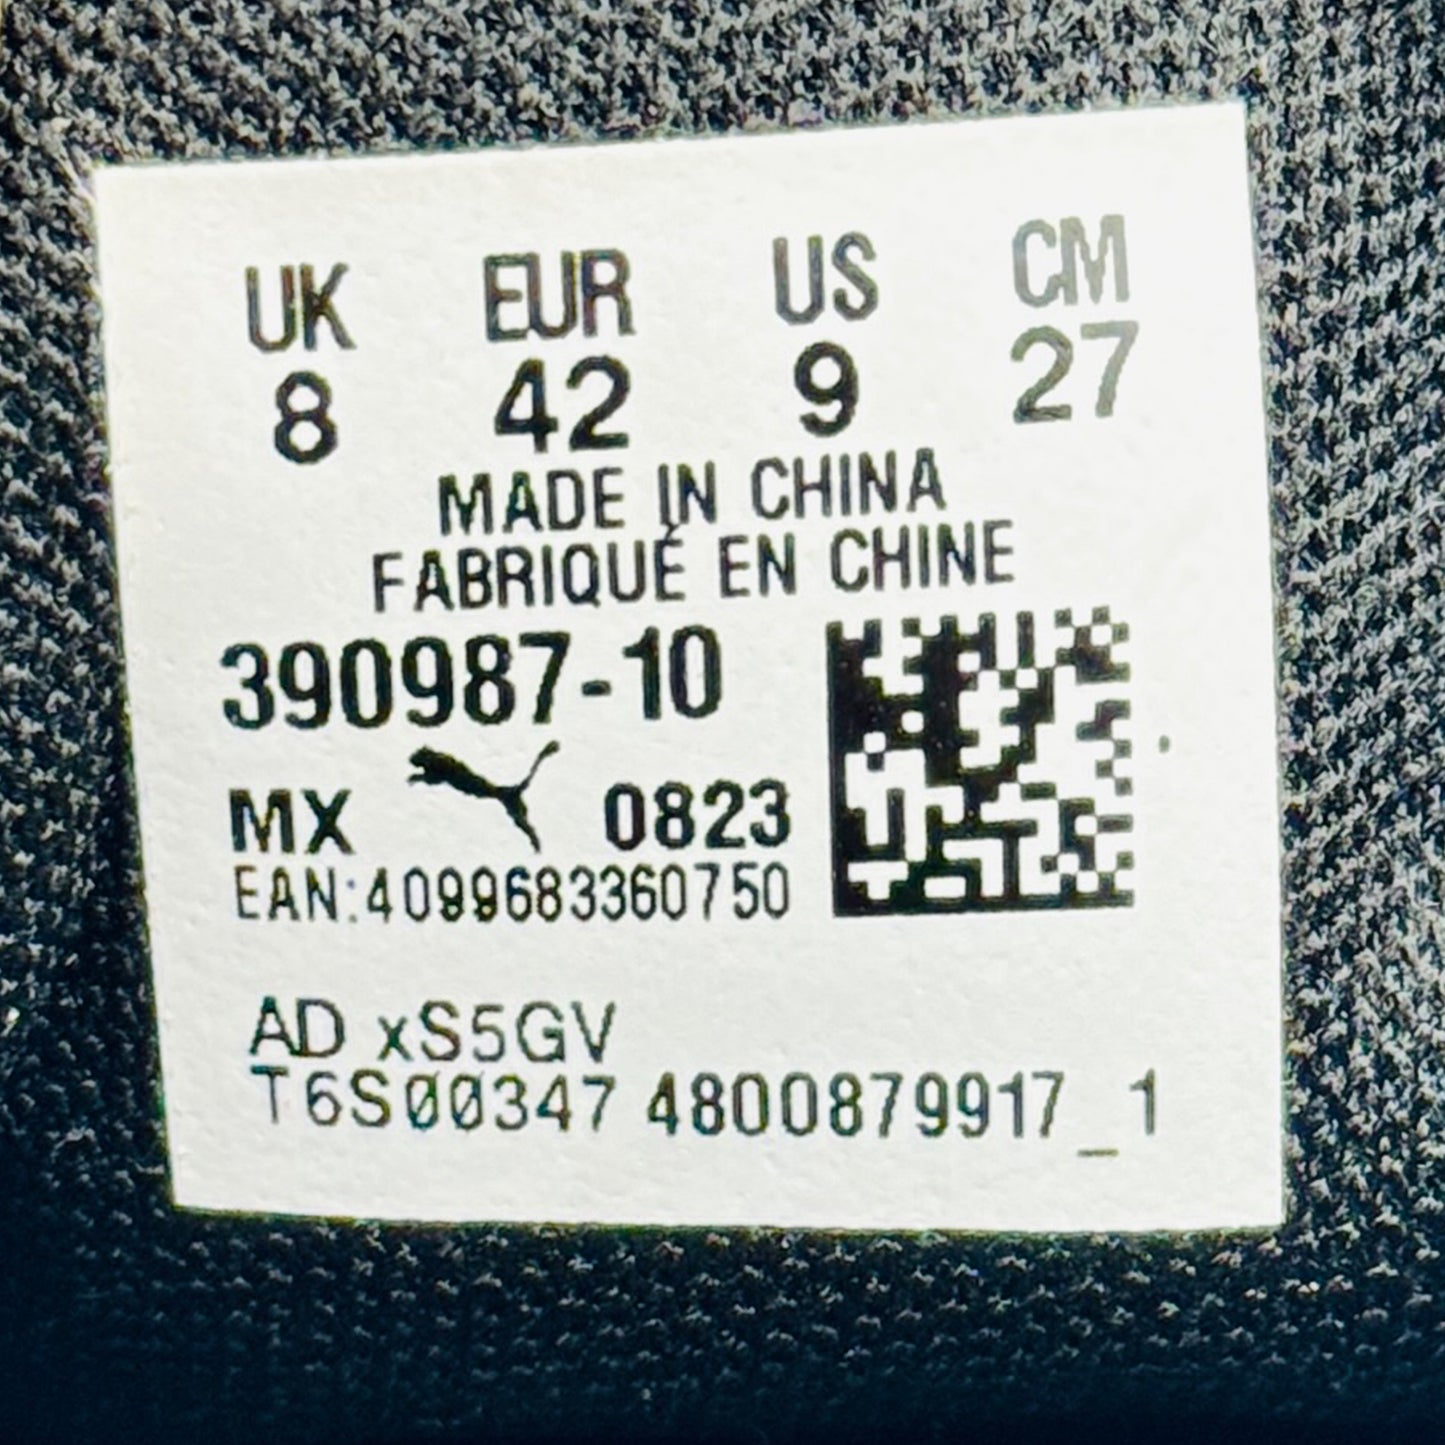 UK EUR US CM
8 42 9 27
MADE IN CHINA
FABRIQUÉ EN CHINE
390987-10
MX 0823
EAN:4099683360750
AD xS5GV
T6S00347 4800879917_1